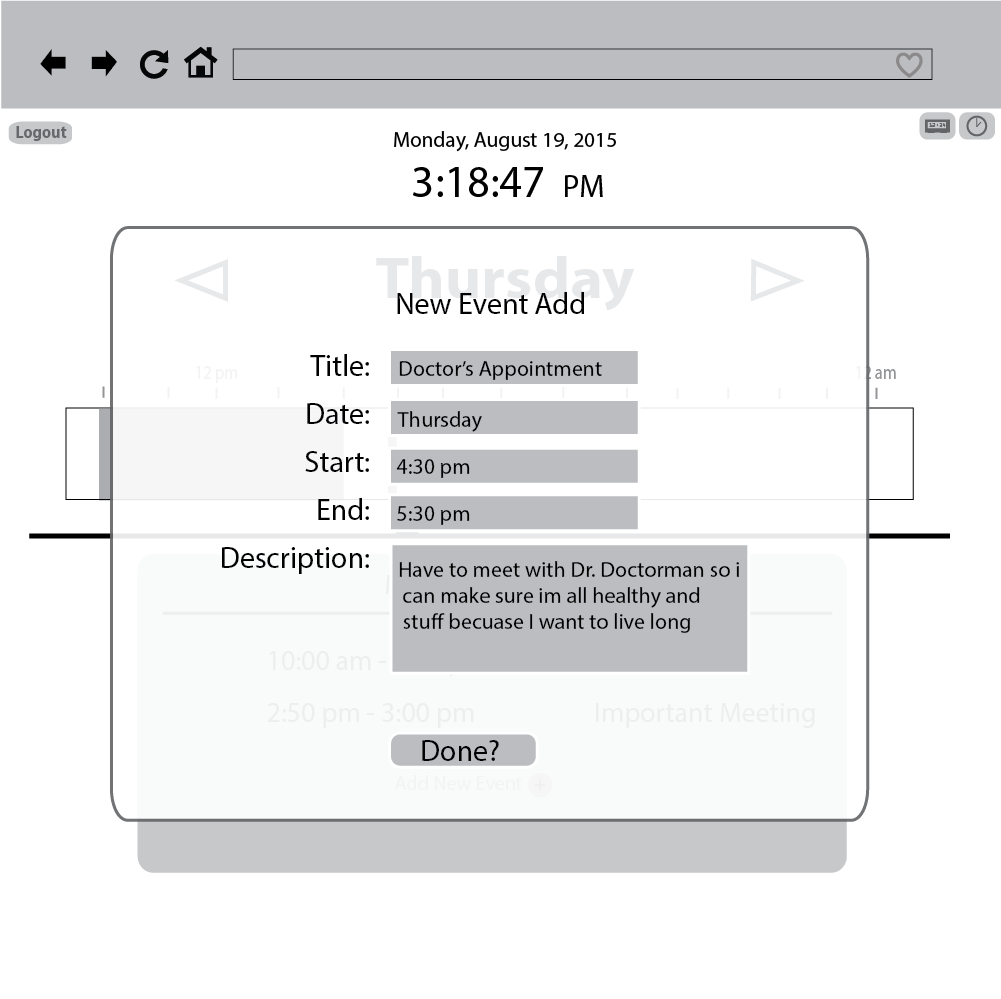 Logout
Monday, August 19, 2015
3:18:47 PM
Thursday
New Event Add
12 pm
12 am
Title: Doctor’s Appointment
Date: Thursday
Start: 4:30 pm
End: 5:30 pm
Description: Have to meet with Dr. Doctorman so i
can make sure im all healthy and
stuff becuase I want to live long
10:00 am -
2:50 pm - 3:00 pm Important Meeting
Done?
Add New Event